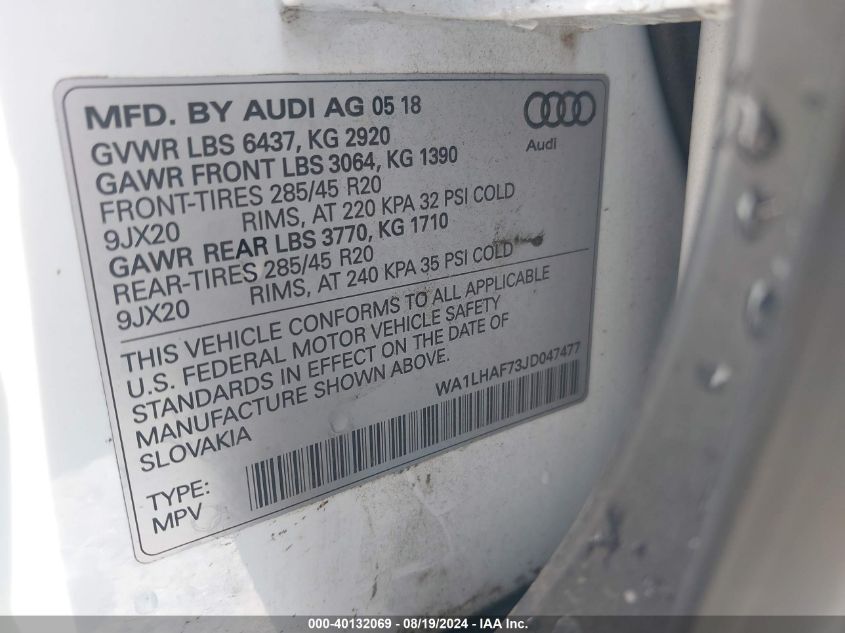 MFD. BY AUDI AG 05 18
Audi
GVWR LBS 6437, KG 2920
GAWR FRONT LBS 3064, KG 1390
FRONT-TIRES 285/45 R20
9JX20 RIMS, AT 220 KPA 32 PSI COLD
GAWR REAR LBS 3770, KG 1710
REAR-TIRES 285/45 R20
9JX20 RIMS, AT 240 KPA 35 PSI COLD
THIS VEHICLE CONFORMS TO ALL APPLICABLE
U.S. FEDERAL MOTOR VEHICLE SAFETY
STANDARDS IN EFFECT ON THE DATE OF
MANUFACTURE SHOWN ABOVE.
SLOVAKIA
WA1LHAF73JD047477
TYPE:
MPV
000-40132069 - 08/19/2024 - IAA Inc.